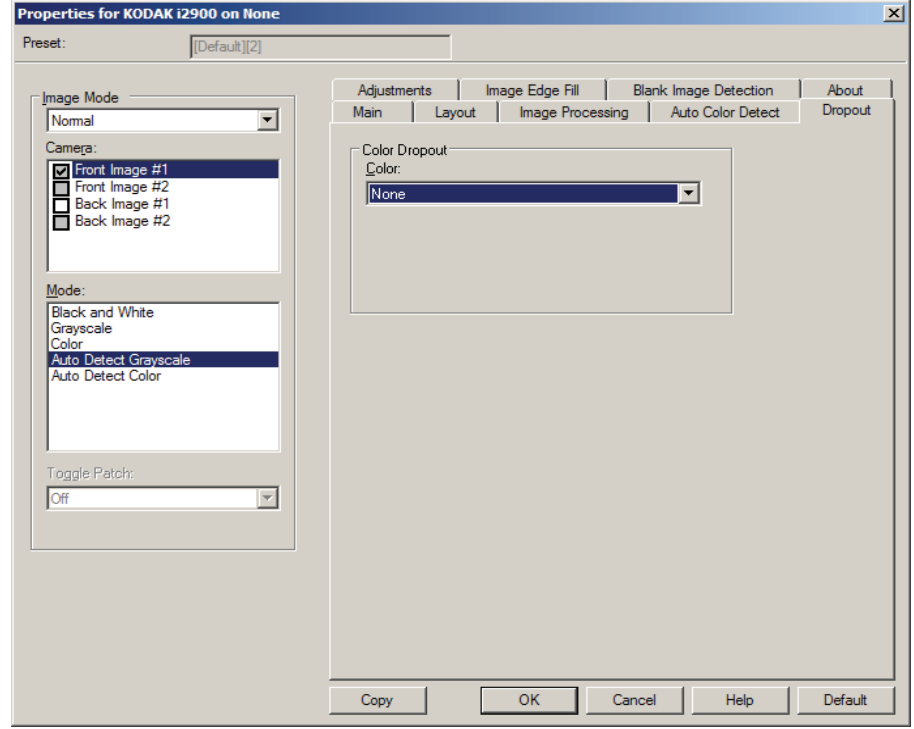 Properties for KODAK i2900 on None
Preset: [Default][2]
Image Mode
Normal
Camera:
Front Image #1
Front Image #2
Back Image #1
Back Image #2
Mode:
Black and White
Grayscale
Color
Auto Detect Grayscale
Auto Detect Color
Toggle Patch:
Off
Adjustments Image Edge Fill Blank Image Detection About
Main Layout Image Processing Auto Color Detect Dropout
Color Dropout
Color:
None
Copy OK Cancel Help Default